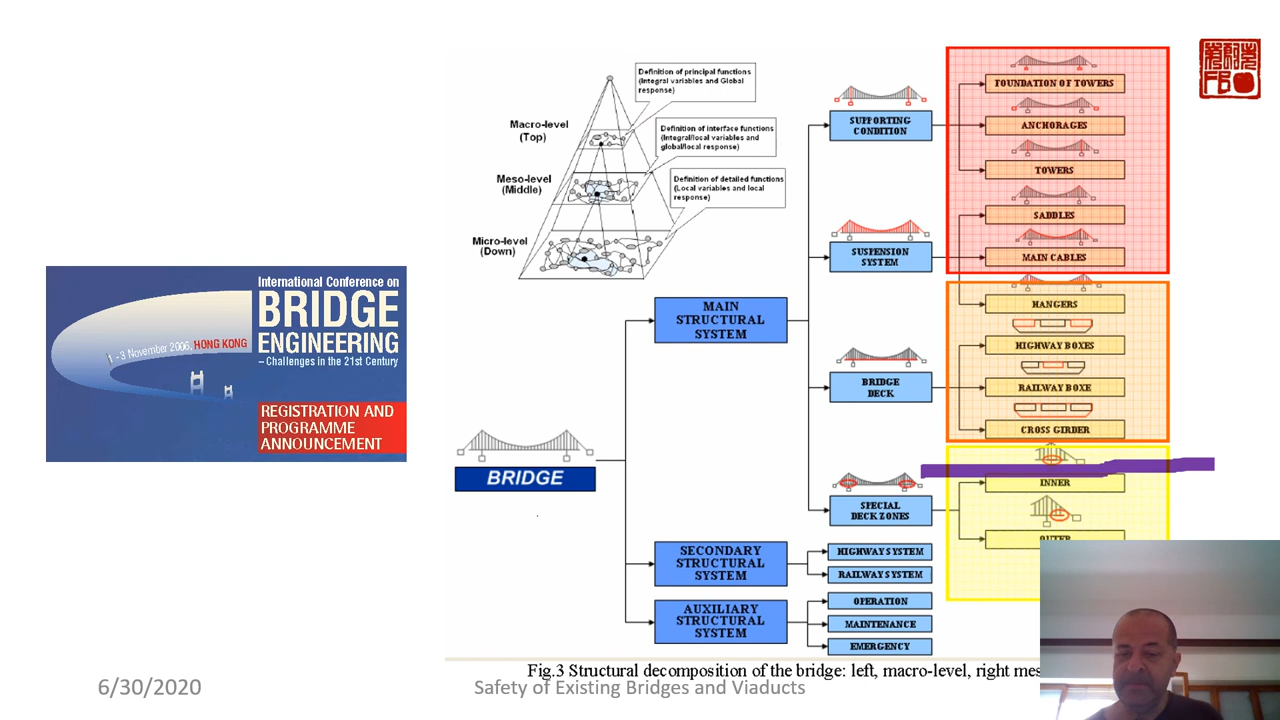 International Conference on
BRIDGE
ENGINEERING
– Challenges in the 21st Century
1 - 3 November 2006, HONG KONG
REGISTRATION AND
PROGRAMME
ANNOUNCEMENT
Macro-level
(Top)
Meso-level
(Middle)
Micro-level
(Down)
Definition of principal functions
(Integral variables and Global
response)
Definition of interface functions
(Integral/local variables and
global/local response)
Definition of detailed functions
(Local variables and local
response)
BRIDGE
MAIN
STRUCTURAL
SYSTEM
SECONDARY
STRUCTURAL
SYSTEM
AUXILIARY
STRUCTURAL
SYSTEM
SUPPORTING
CONDITION
SUSPENSION
SYSTEM
BRIDGE
DECK
SPECIAL
DECK ZONES
HIGHWAY SYSTEM
RAILWAY SYSTEM
OPERATION
MAINTENANCE
EMERGENCY
FOUNDATION OF TOWERS
ANCHORAGES
TOWERS
SADDLES
MAIN CABLES
HANGERS
HIGHWAY BOXES
RAILWAY BOXE
CROSS GIRDER
INNER
OUTER
FB
Fig.3 Structural decomposition of the bridge: left, macro-level, right mes
6/30/2020
Safety of Existing Bridges and Viaducts